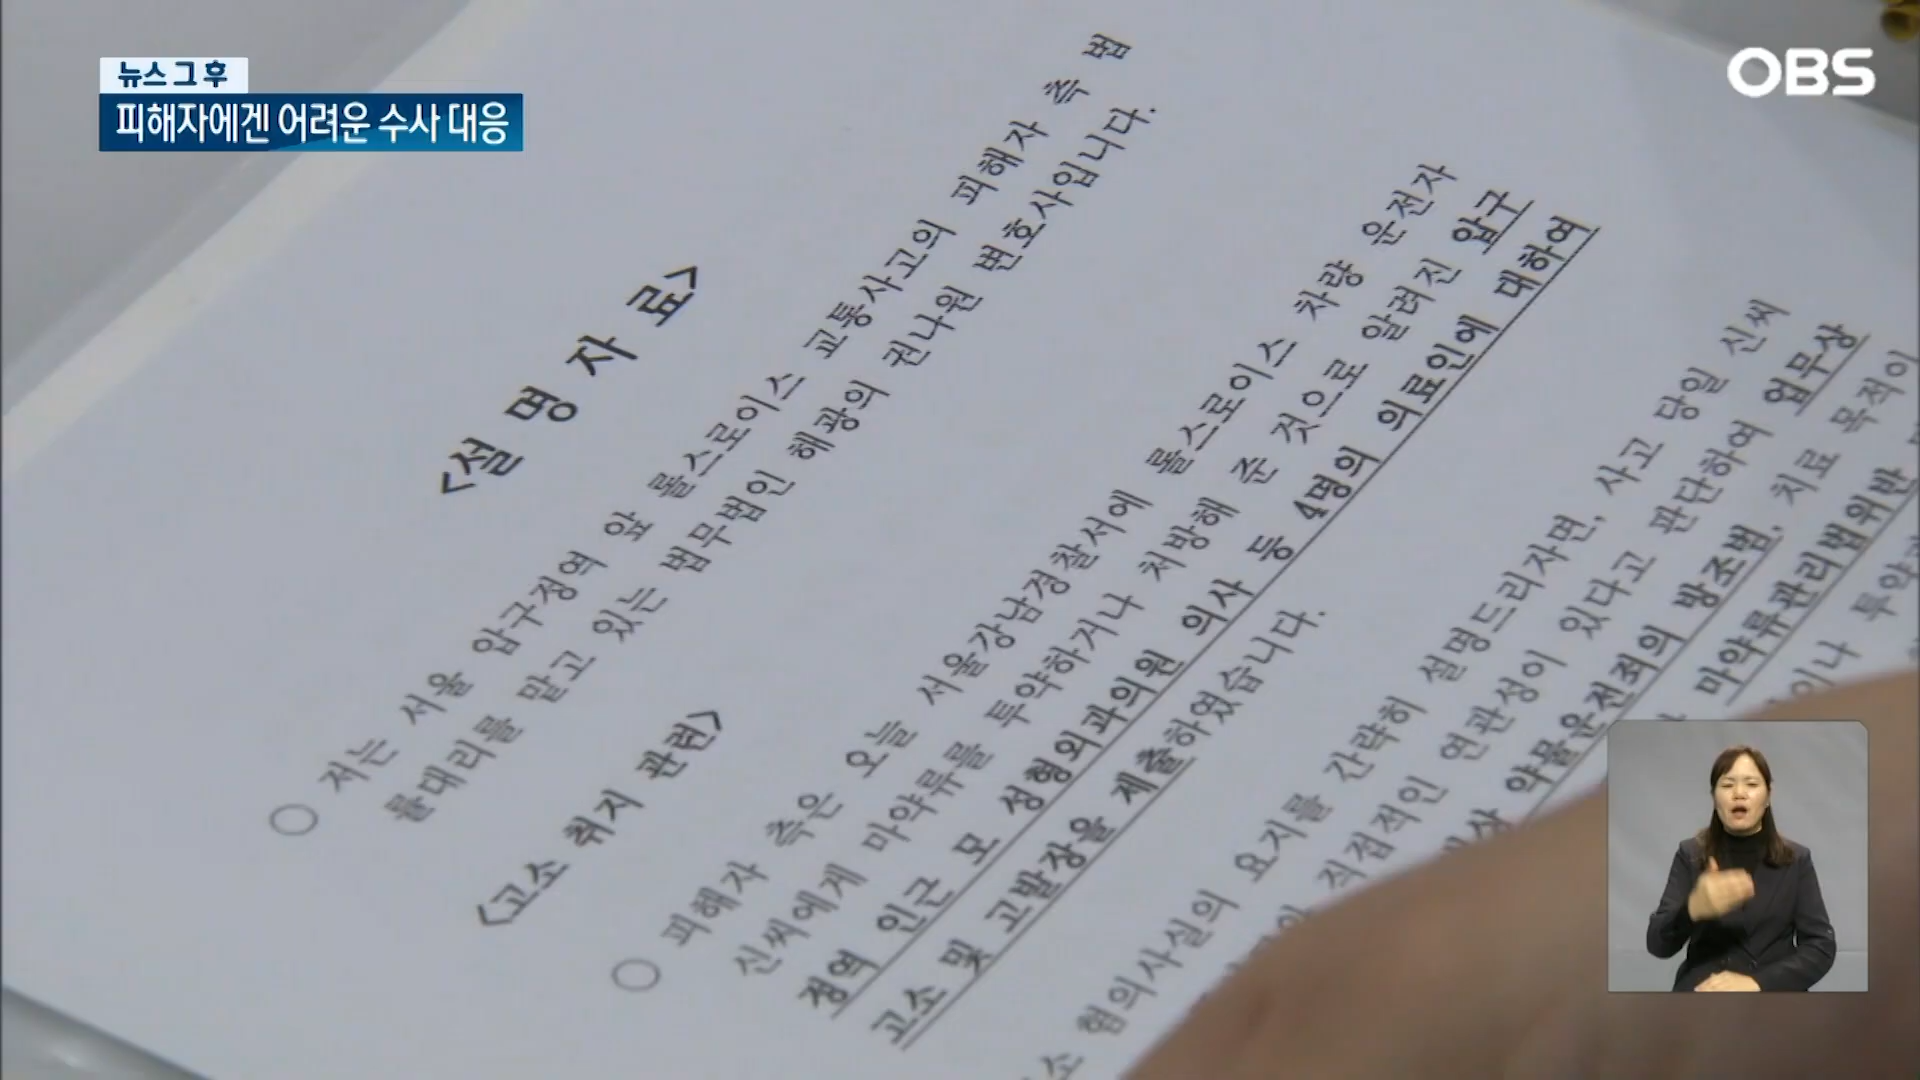 뉴스 그 후
피해자에겐 어려운 수사 대응
OBS
<설 명 자 료>
○ 저는 서울 압구정역 앞 롤스로이스 교통사고의 피해자 측 법
률대리를 맡고 있는 법무법인 해광의 권나원 변호사입니다.
<고소 취지 관련>
○ 피해자 측은 오늘 서울강남경찰서에 롤스로이스 차량 운전자
신씨에게 마약류를 투약하거나 처방해 준 것으로 알려진 압구
정역 인근 모 성형외과의원 의사 등 4명의 의료인에 대하여
고소 및 고발장을 제출하였습니다.
혐의사실의 요지를 간략히 설명드리자면, 사고 당일 신씨
직접적인 연관성이 있다고 판단하여 업무상
약물운전죄의 방조범, 치료 목적이
마약류관리법위반
투약